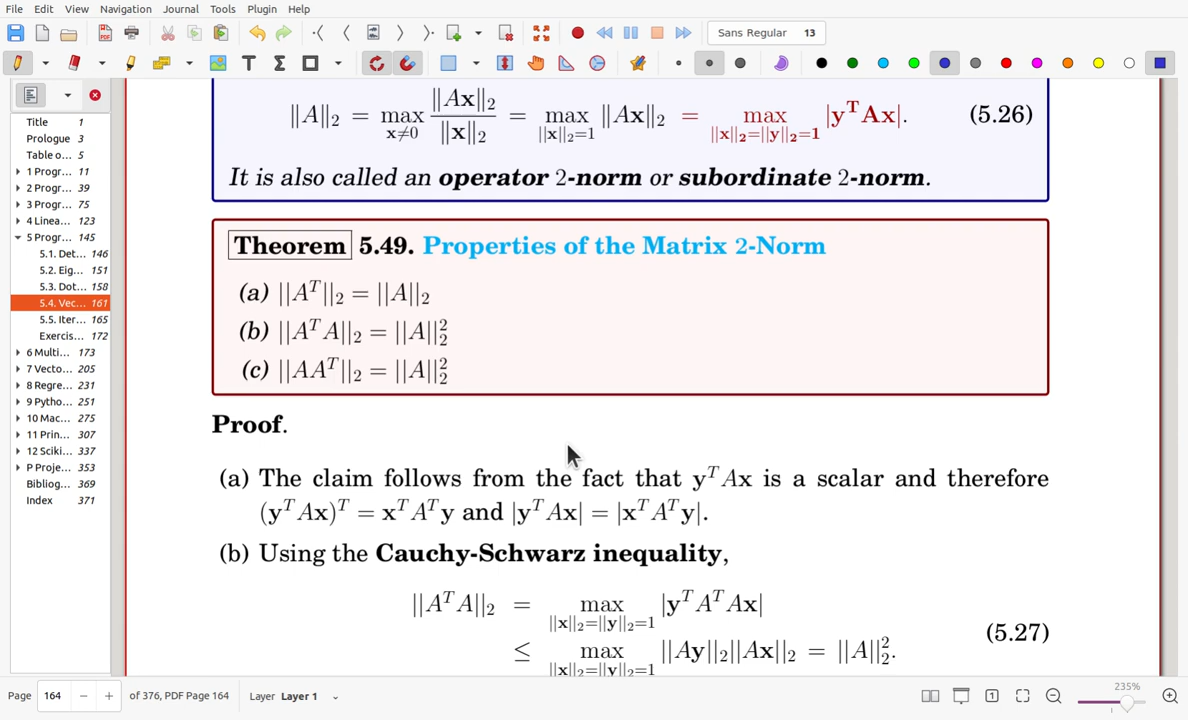 File Edit View Navigation Journal Tools Plugin Help
Sans Regular 13
Title 1
Prologue 3
Table o... 5
1 Progr... 11
2 Progr... 39
3 Progr... 75
4 Linea... 123
5 Progr... 145
5.1. Det... 146
5.2. Eig... 151
5.3. Dot... 158
5.4. Vec... 161
5.5. Iter... 165
Exercis... 172
6 Multi... 173
7 Vecto... 205
8 Regre... 231
9 Pytho... 251
10 Mac... 275
11 Prin... 307
12 Sciki... 337
P Proje... 353
Bibliog... 369
Index 371
||A||₂ = max_{x≠0} ||Ax||₂ / ||x||₂ = max_{||x||₂=1} ||Ax||₂ = max_{||x||₂=||y||₂=1} |yᵀAx|. (5.26)
It is also called an operator 2-norm or subordinate 2-norm.
Theorem 5.49. Properties of the Matrix 2-Norm
(a) ||Aᵀ||₂ = ||A||₂
(b) ||AᵀA||₂ = ||A||₂²
(c) ||AAᵀ||₂ = ||A||₂²
Proof.
(a) The claim follows from the fact that yᵀAx is a scalar and therefore
(yᵀAx)ᵀ = xᵀAᵀy and |yᵀAx| = |xᵀAᵀy|.
(b) Using the Cauchy-Schwarz inequality,
||AᵀA||₂ = max_{||x||₂=||y||₂=1} |yᵀAᵀAx|
≤ max_{||x||₂=||y||₂=1} ||Ay||₂||Ax||₂ = ||A||₂². (5.27)
Page 164 − + of 376, PDF Page 164 Layer Layer 1 235%